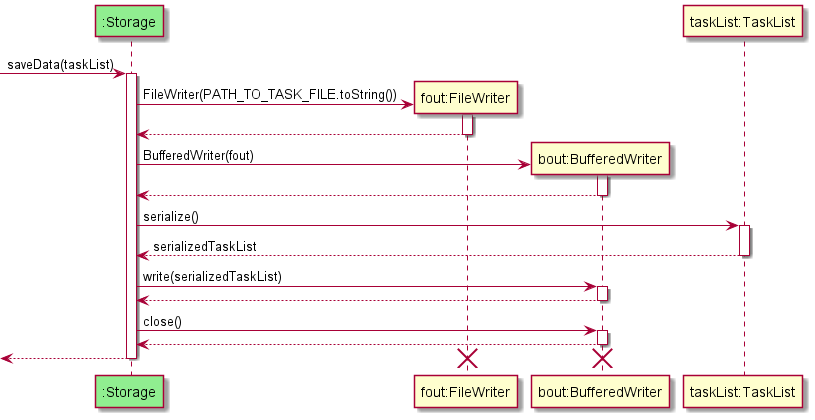 :Storage
taskList:TaskList
saveData(taskList)
FileWriter(PATH_TO_TASK_FILE.toString())
fout:FileWriter
BufferedWriter(fout)
bout:BufferedWriter
serialize()
serializedTaskList
write(serializedTaskList)
close()
:Storage
fout:FileWriter
bout:BufferedWriter
taskList:TaskList